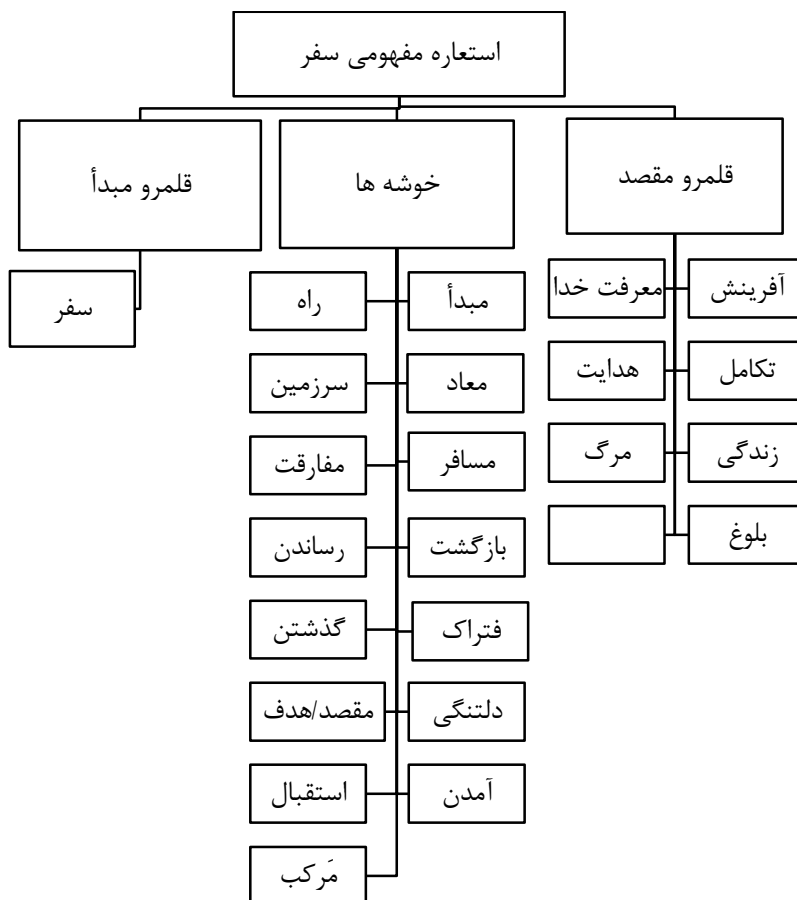 استعاره مفهومی سفر
قلمرو مقصد
خوشه ها
قلمرو مبدأ
آفرینش
معرفت خدا
تکامل
هدایت
زندگی
مرگ
بلوغ
مبدأ
راه
معاد
سرزمین
مسافر
مفارقت
بازگشت
رساندن
فتراک
گذشتن
دلتنگی
مقصد/هدف
آمدن
استقبال
مَرکب
سفر